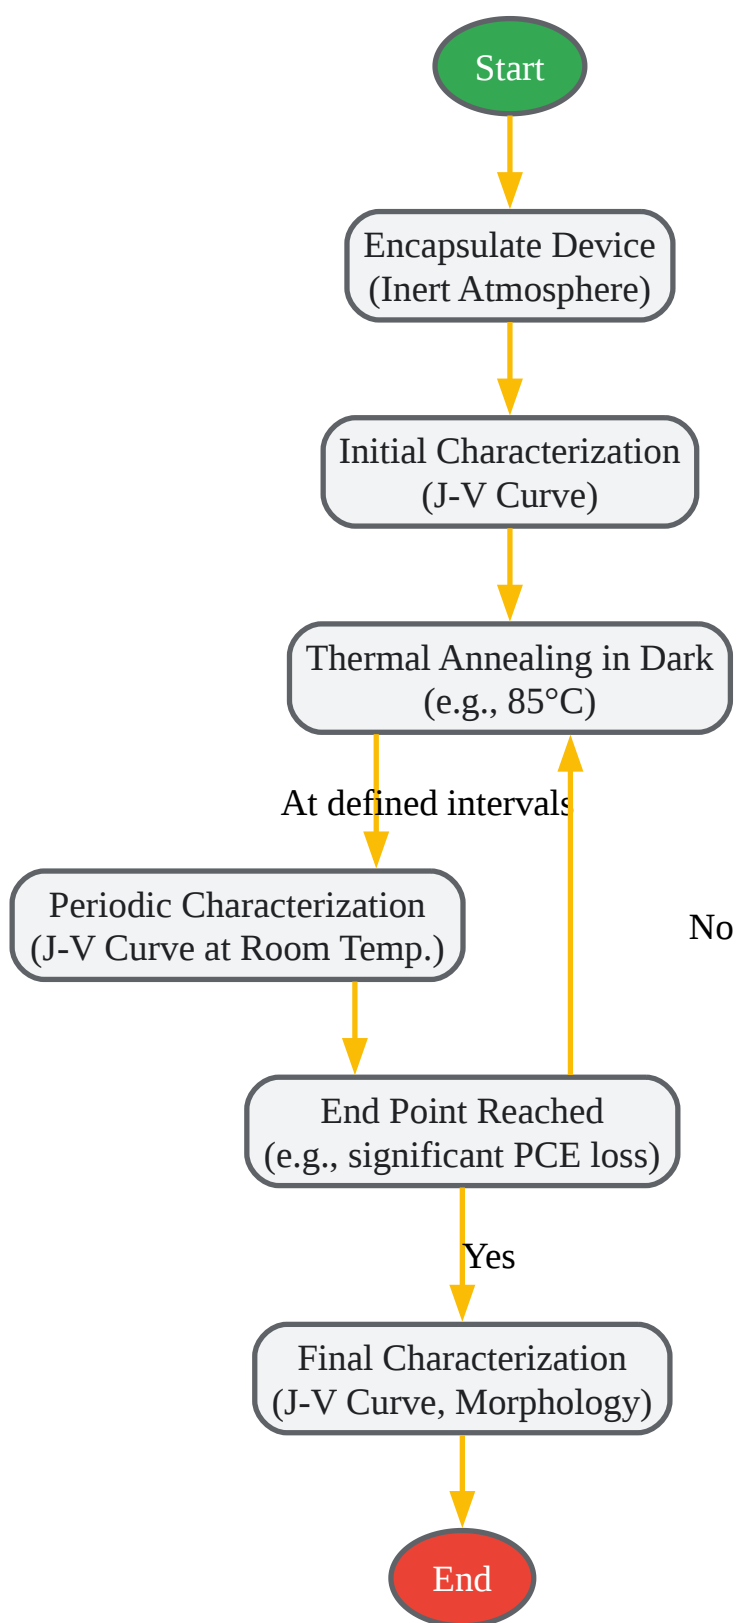 Start
Encapsulate Device
(Inert Atmosphere)
Initial Characterization
(J-V Curve)
Thermal Annealing in Dark
(e.g., 85°C)
At defined intervals
Periodic Characterization
(J-V Curve at Room Temp.)
No
End Point Reached
(e.g., significant PCE loss)
Yes
Final Characterization
(J-V Curve, Morphology)
End